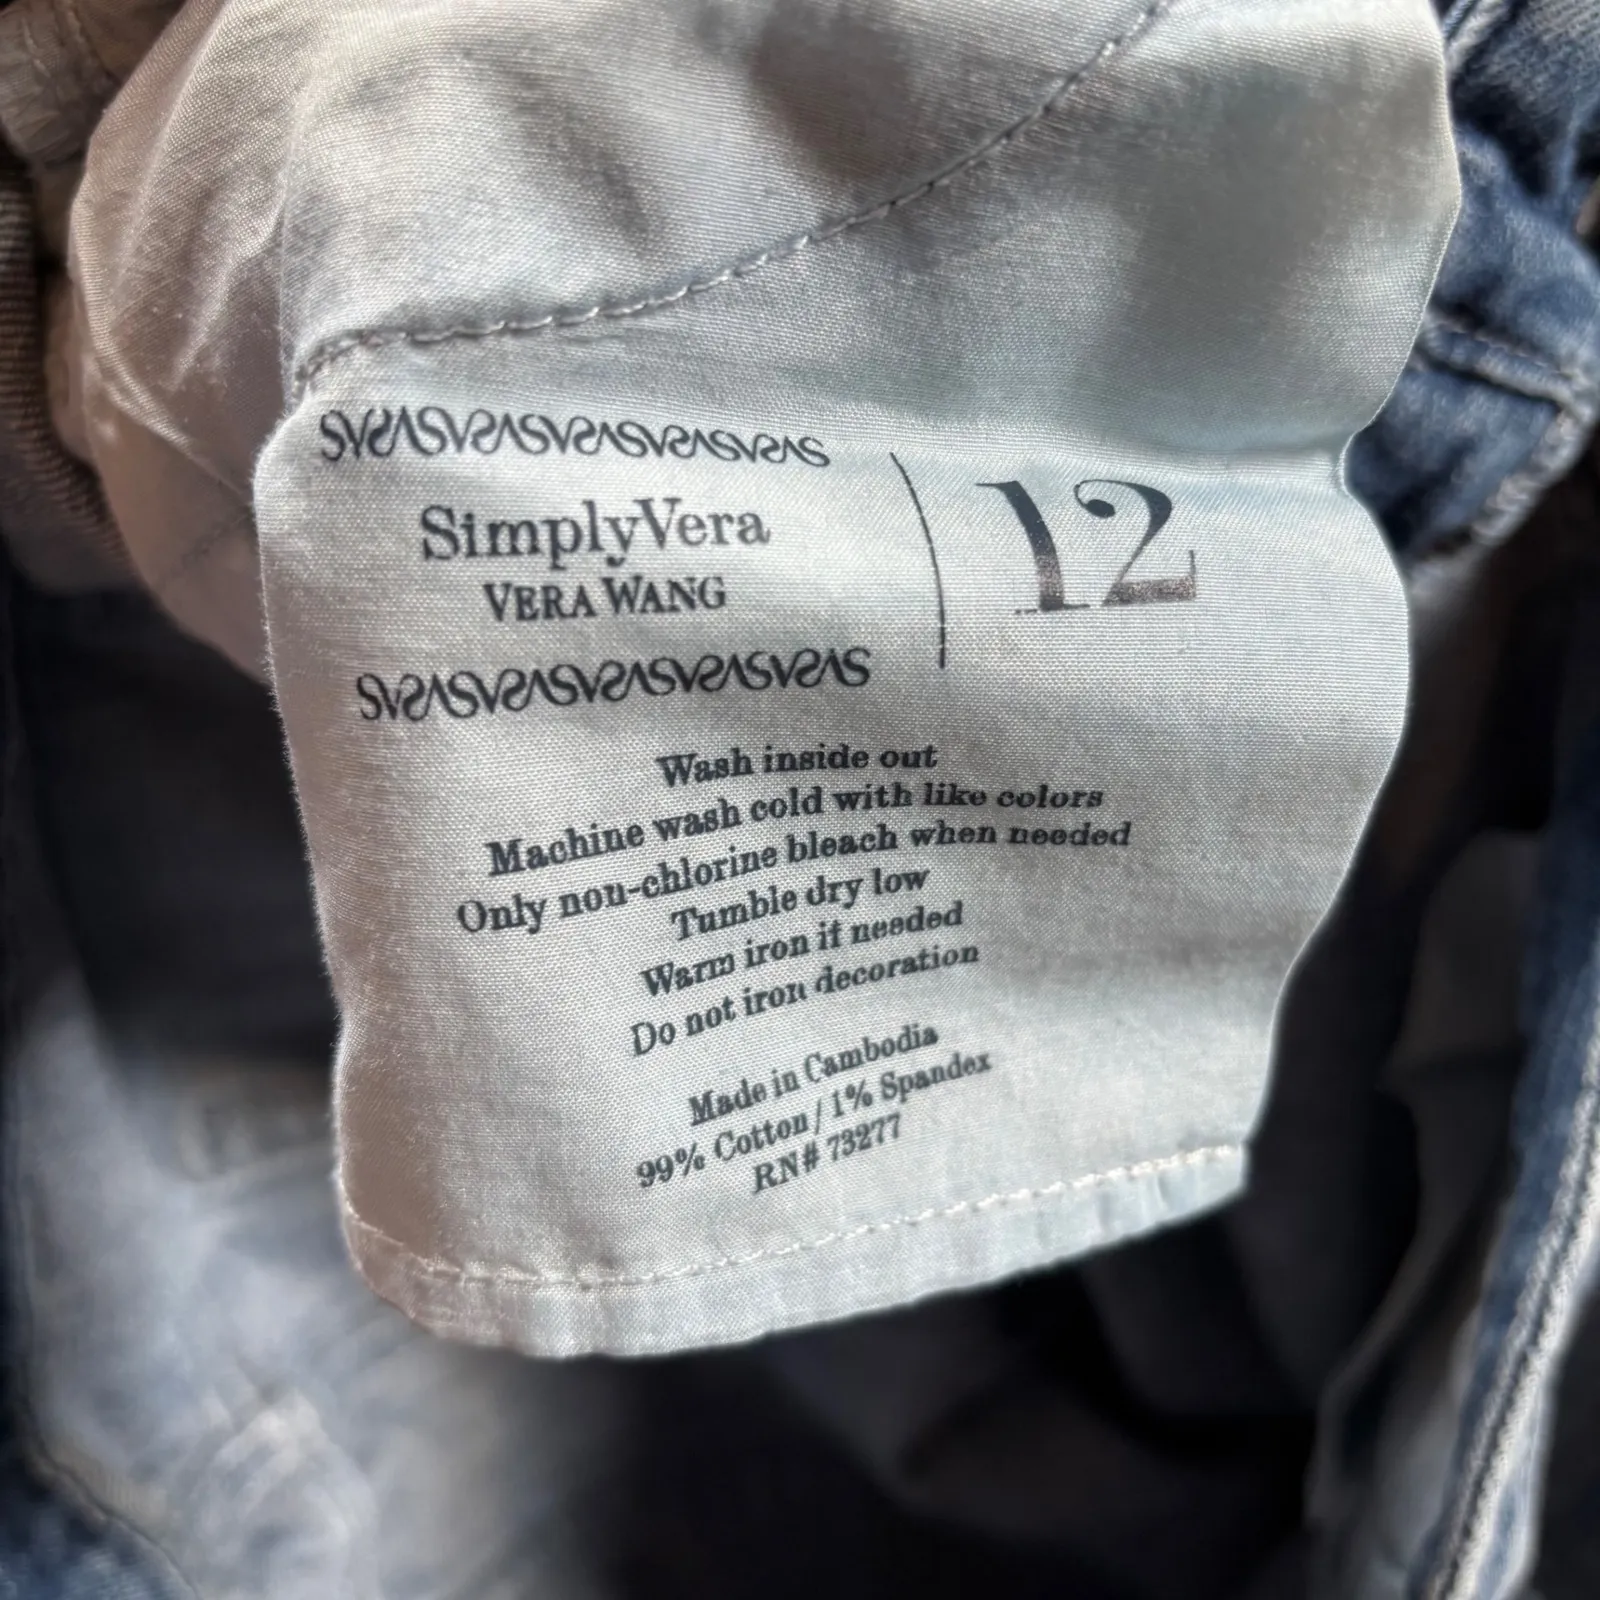 SVSVSVSVSVSVSVSVSVS
SimplyVera
VERA WANG
12
Wash inside out
Machine wash cold with like colors
Only non-chlorine bleach when needed
Tumble dry low
Warm iron if needed
Do not iron decoration
Made in Cambodia
99% Cotton / 1% Spandex
RN# 73277